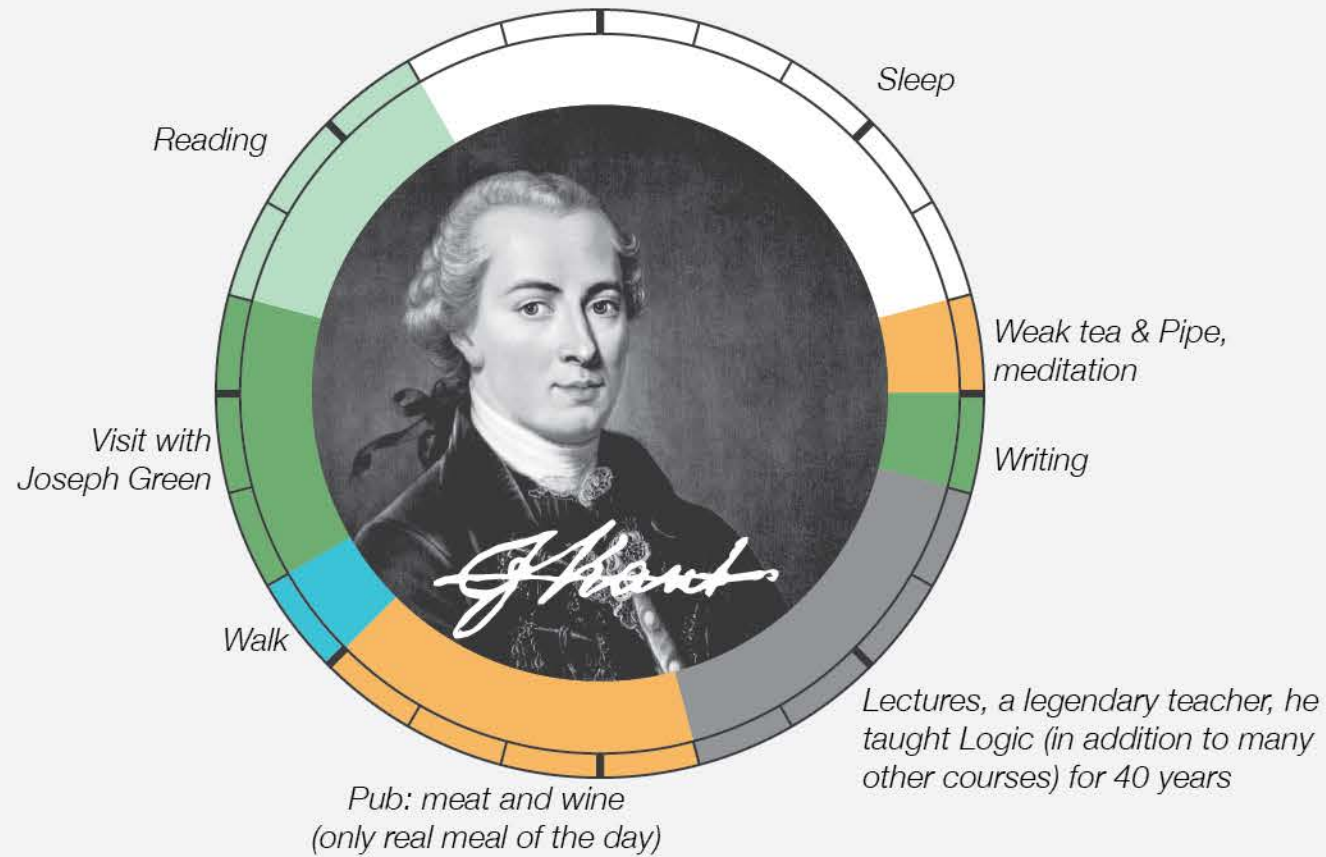 Sleep
Reading
Weak tea & Pipe,
meditation
Visit with
Joseph Green
Writing
J Kant
Walk
Lectures, a legendary teacher, he
taught Logic (in addition to many
other courses) for 40 years
Pub: meat and wine
(only real meal of the day)